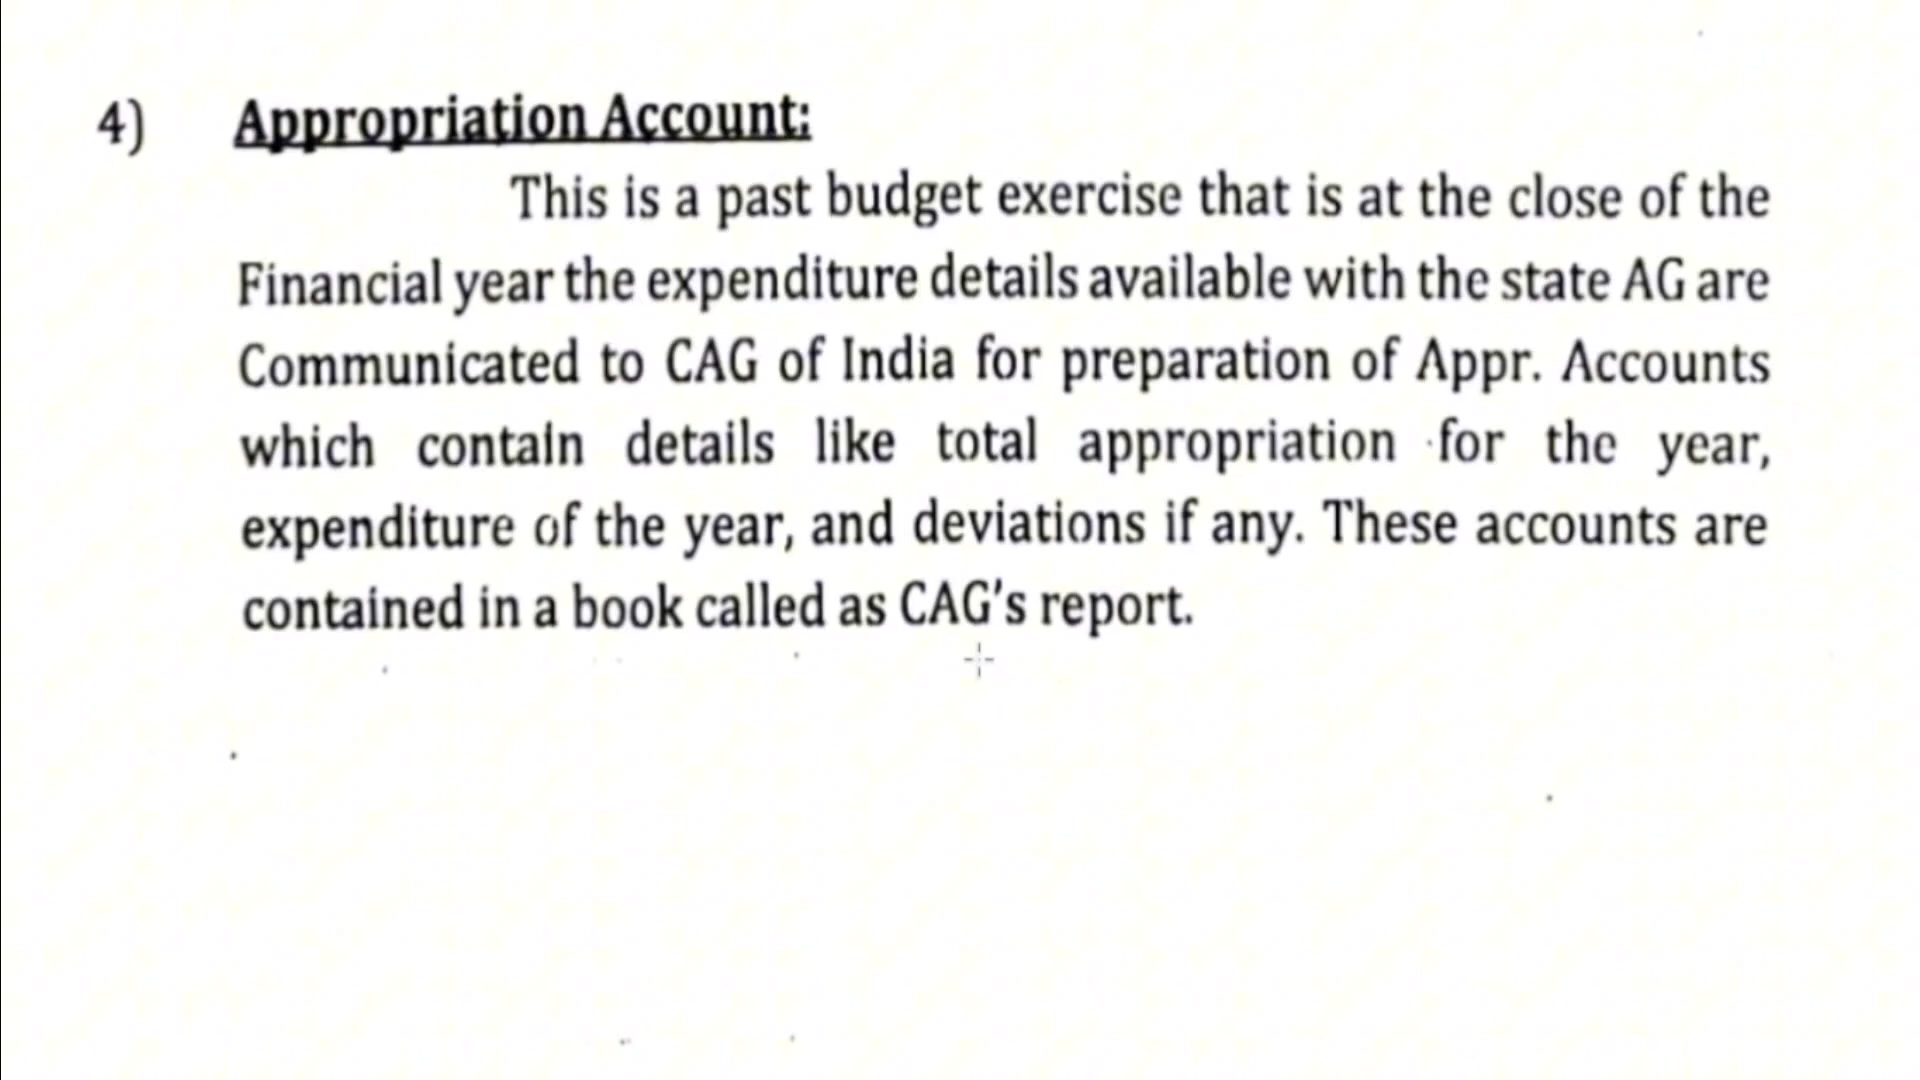 4) Appropriation Account:
This is a past budget exercise that is at the close of the
Financial year the expenditure details available with the state AG are
Communicated to CAG of India for preparation of Appr. Accounts
which contain details like total appropriation for the year,
expenditure of the year, and deviations if any. These accounts are
contained in a book called as CAG's report.